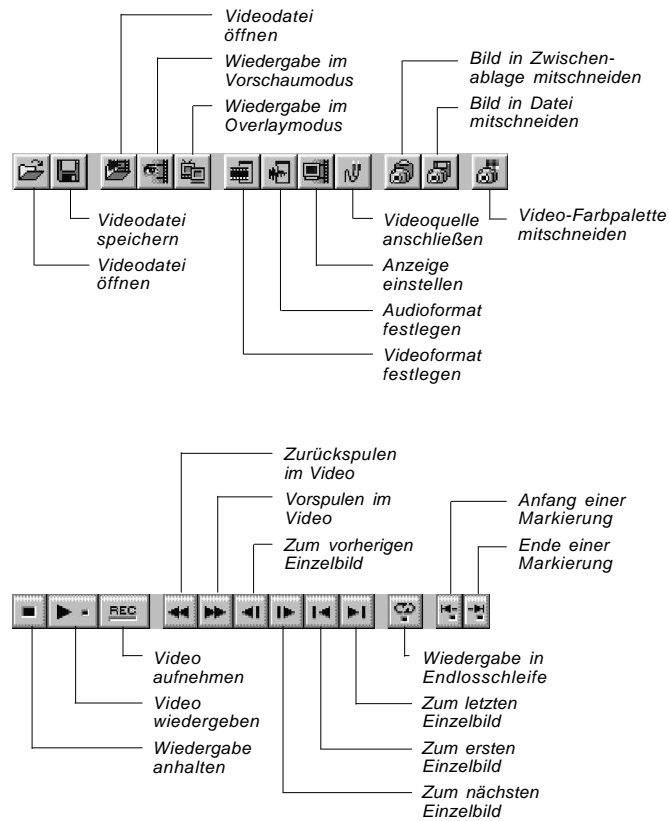 Videodatei
öffnen
Wiedergabe im
Vorschaumodus
Wiedergabe im
Overlaymodus
Bild in Zwischen-
ablage mitschneiden
Bild in Datei
mitschneiden
Videodatei
speichern
Videodatei
öffnen
Videoquelle
anschließen
Anzeige
einstellen
Audioformat
festlegen
Videoformat
festlegen
Video-Farbpalette
mitschneiden
Zurückspulen
im Video
Vorspulen im
Video
Zum vorherigen
Einzelbild
Anfang einer
Markierung
Ende einer
Markierung
REC
Video
aufnehmen
Video
wiedergeben
Wiedergabe
anhalten
Wiedergabe in
Endlosschleife
Zum letzten
Einzelbild
Zum ersten
Einzelbild
Zum nächsten
Einzelbild